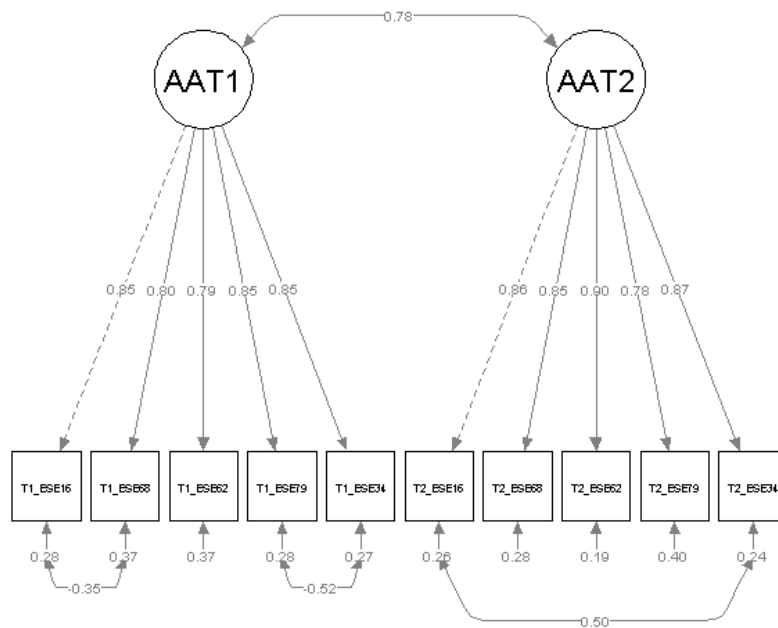 0.78
AAT1 AAT2
0.85 0.80 0.79 0.85 0.85 0.86 0.85 0.90 0.78 0.87
T1_ESE16 T1_ESE68 T1_ESE62 T1_ESE79 T1_ESE34 T2_ESE16 T2_ESE68 T2_ESE62 T2_ESE79 T2_ESE34
0.28 0.37 0.37 0.28 0.27 0.26 0.28 0.19 0.40 0.24
-0.35 -0.52
0.50